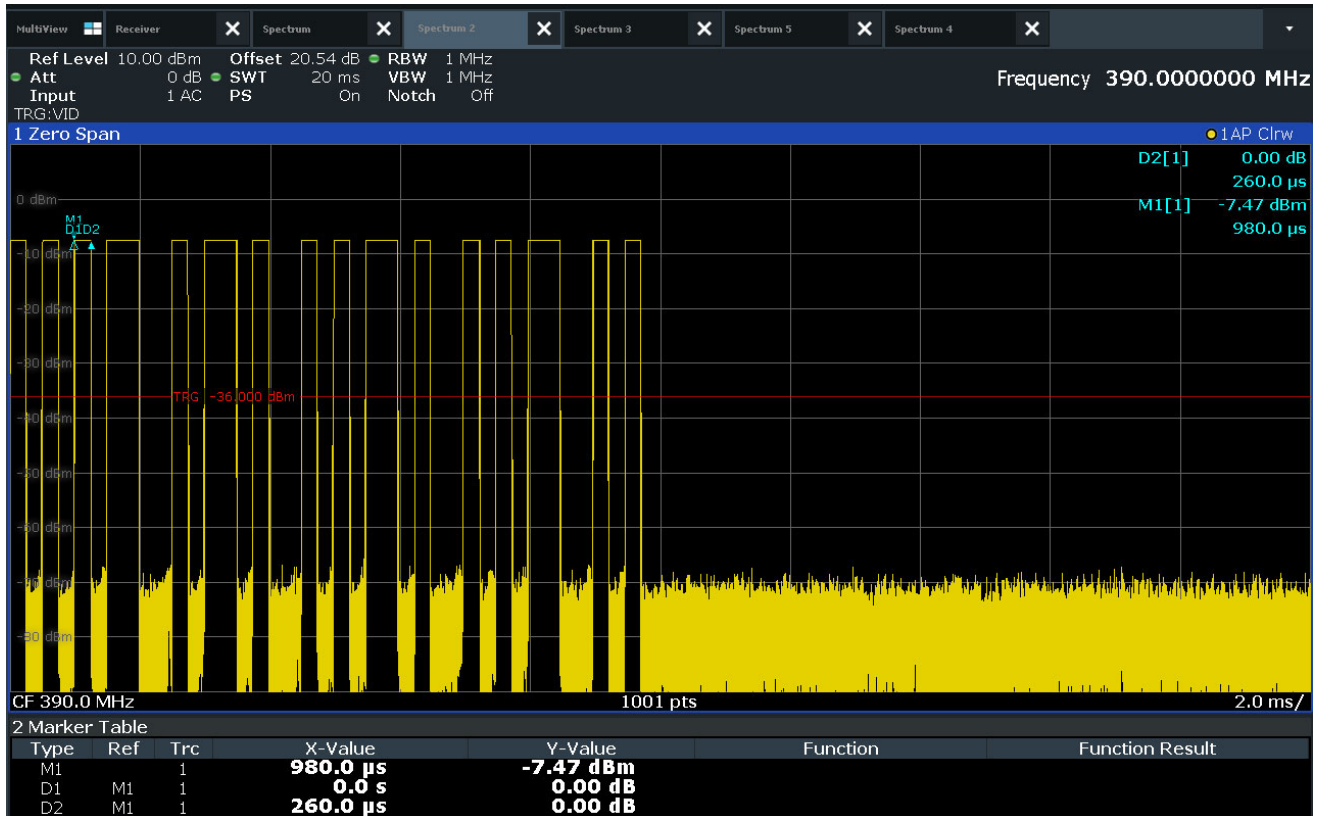 MultiView Receiver Spectrum Spectrum 2 Spectrum 3 Spectrum 5 Spectrum 4
Ref Level 10.00 dBm Offset 20.54 dB RBW 1 MHz
Att 0 dB SWT 20 ms VBW 1 MHz
Frequency 390.0000000 MHz
Input 1 AC PS On Notch Off
TRG:VID
1 Zero Span 1AP Clrw
D2[1] 0.00 dB
260.0 µs
0 dBm
M1[1] -7.47 dBm
980.0 µs
M1
D1D2
-10 dBm
-20 dBm
-30 dBm
TRG -36.000 dBm
-40 dBm
-50 dBm
-60 dBm
-70 dBm
-80 dBm
CF 390.0 MHz 1001 pts 2.0 ms/
2 Marker Table
Type Ref Trc X-Value Y-Value Function Function Result
M1 1 980.0 µs -7.47 dBm
D1 M1 1 0.0 s 0.00 dB
D2 M1 1 260.0 µs 0.00 dB